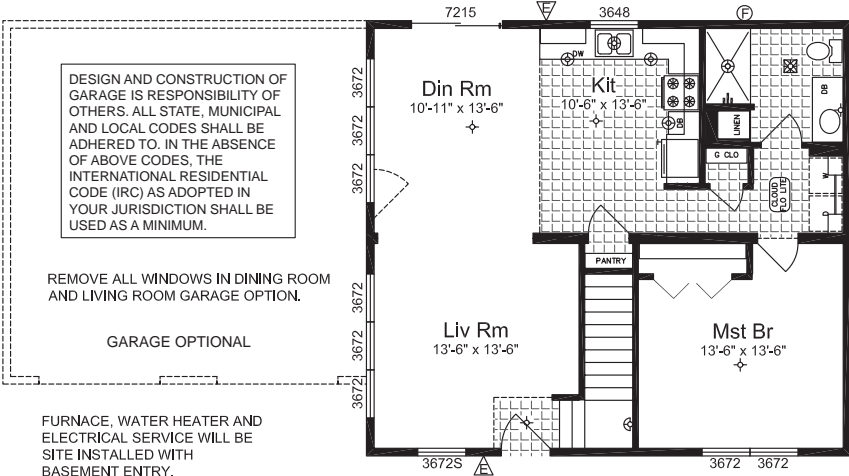 7215
E
3648
F
DESIGN AND CONSTRUCTION OF
GARAGE IS RESPONSIBILITY OF
OTHERS. ALL STATE, MUNICIPAL
AND LOCAL CODES SHALL BE
ADHERED TO. IN THE ABSENCE
OF ABOVE CODES, THE
INTERNATIONAL RESIDENTIAL
CODE (IRC) AS ADOPTED IN
YOUR JURISDICTION SHALL BE
USED AS A MINIMUM.
REMOVE ALL WINDOWS IN DINING ROOM
AND LIVING ROOM GARAGE OPTION.
GARAGE OPTIONAL
FURNACE, WATER HEATER AND
ELECTRICAL SERVICE WILL BE
SITE INSTALLED WITH
BASEMENT ENTRY.
3672
3672
3672
3672
3672
3672
Din Rm
10'-11" x 13'-6"
DW
Kit
10'-6" x 13'-6"
DB
LINEN
DB
G CLO
CLOUD
FLO LITE
W
D
PANTRY
Liv Rm
13'-6" x 13'-6"
Mst Br
13'-6" x 13'-6"
3672S
E
3672
3672